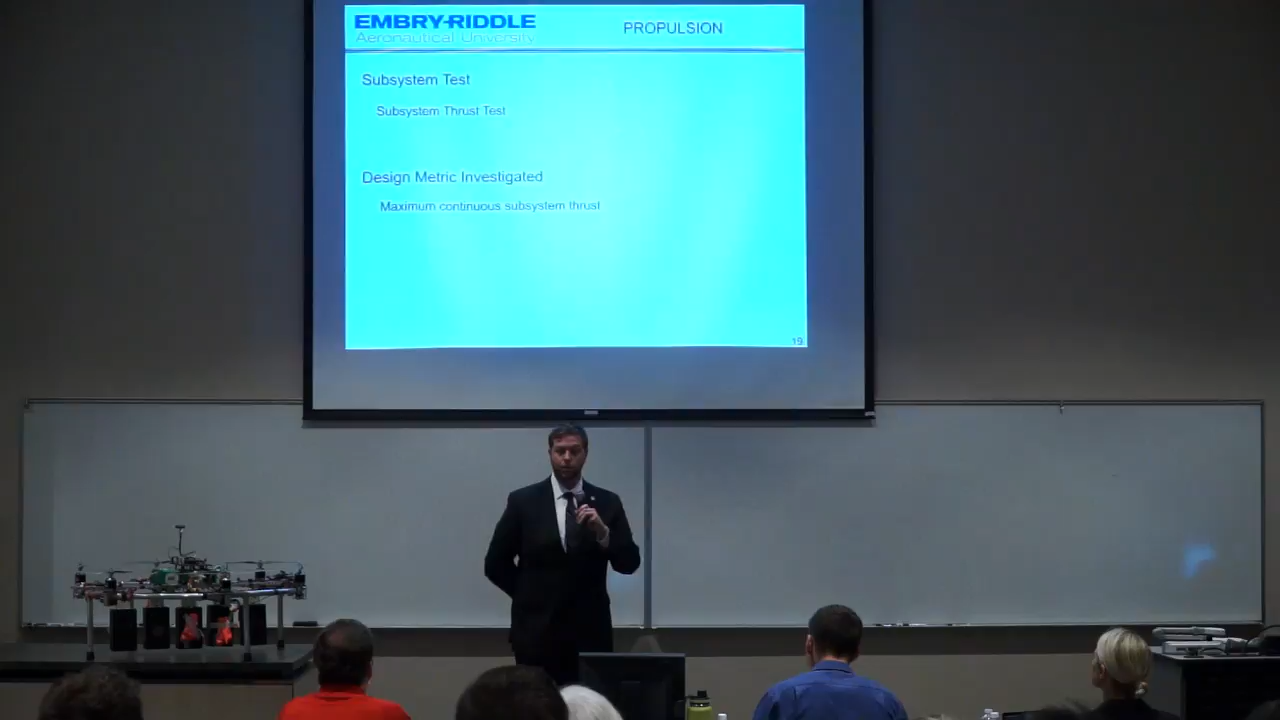 EMBRY-RIDDLE
Aeronautical University
PROPULSION
Subsystem Test
Subsystem Thrust Test
Design Metric Investigated
Maximum continuous subsystem thrust
19